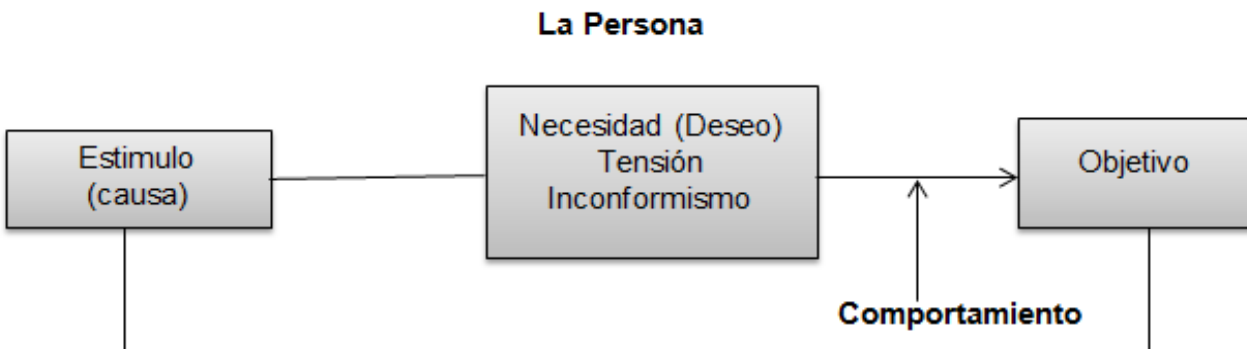 La Persona
Estimulo
(causa)
Necesidad (Deseo)
Tensión
Inconformismo
Objetivo
Comportamiento